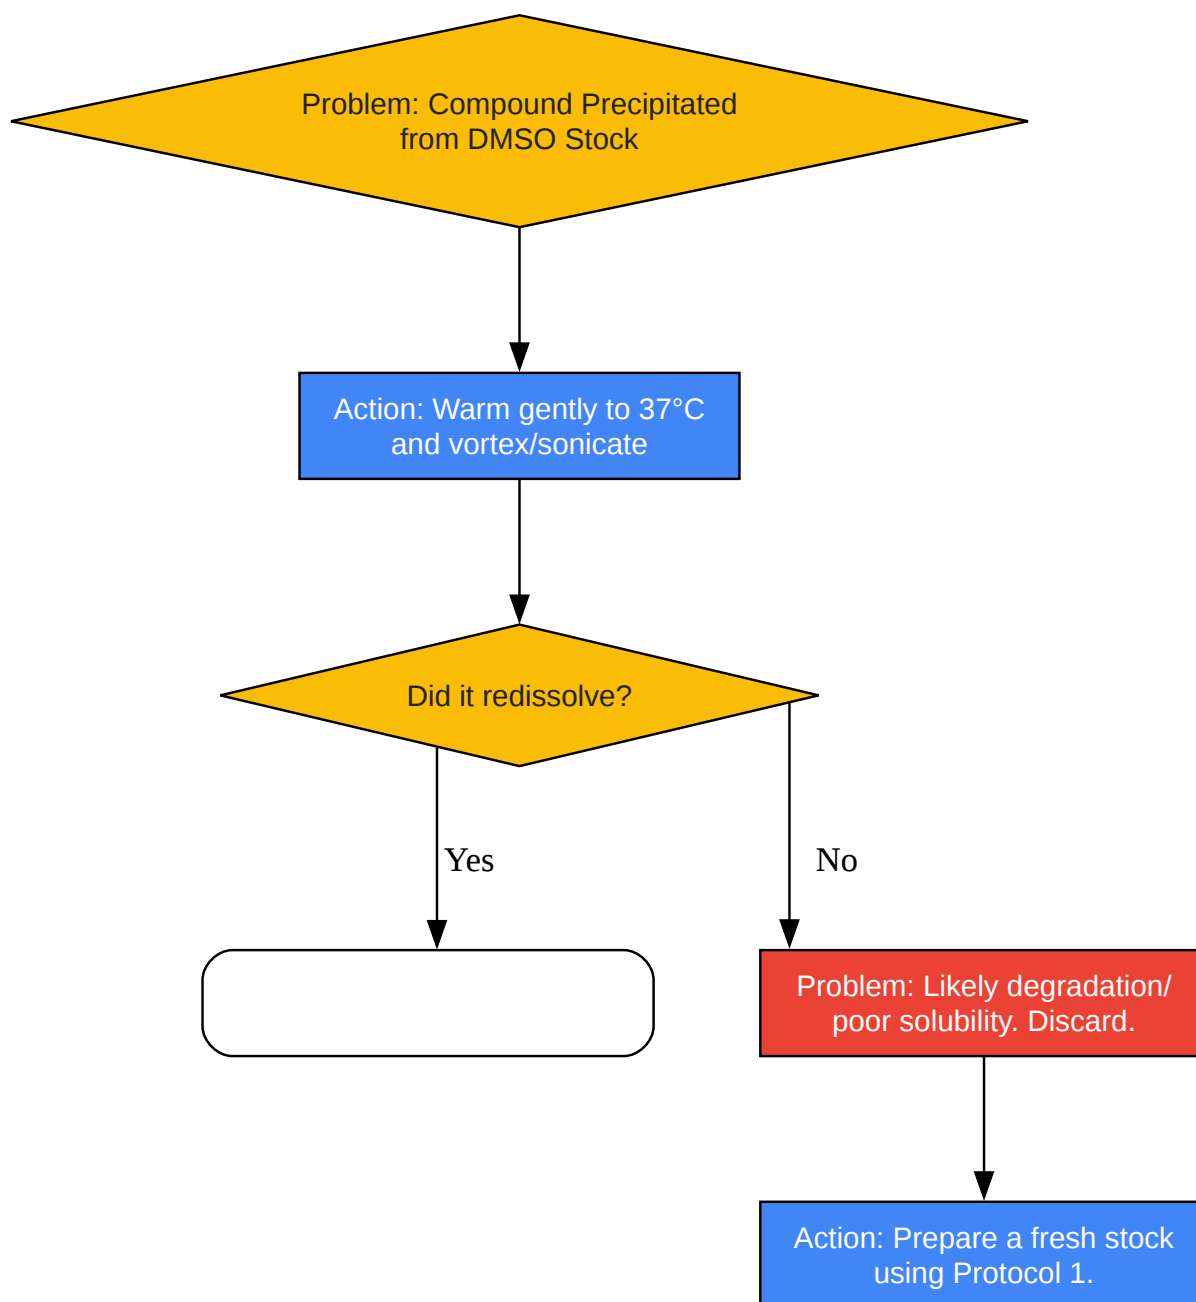 Problem: Compound Precipitated
from DMSO Stock
Action: Warm gently to 37°C
and vortex/sonicate
Did it redissolve?
Yes
No
Problem: Likely degradation/
poor solubility. Discard.
Action: Prepare a fresh stock
using Protocol 1.